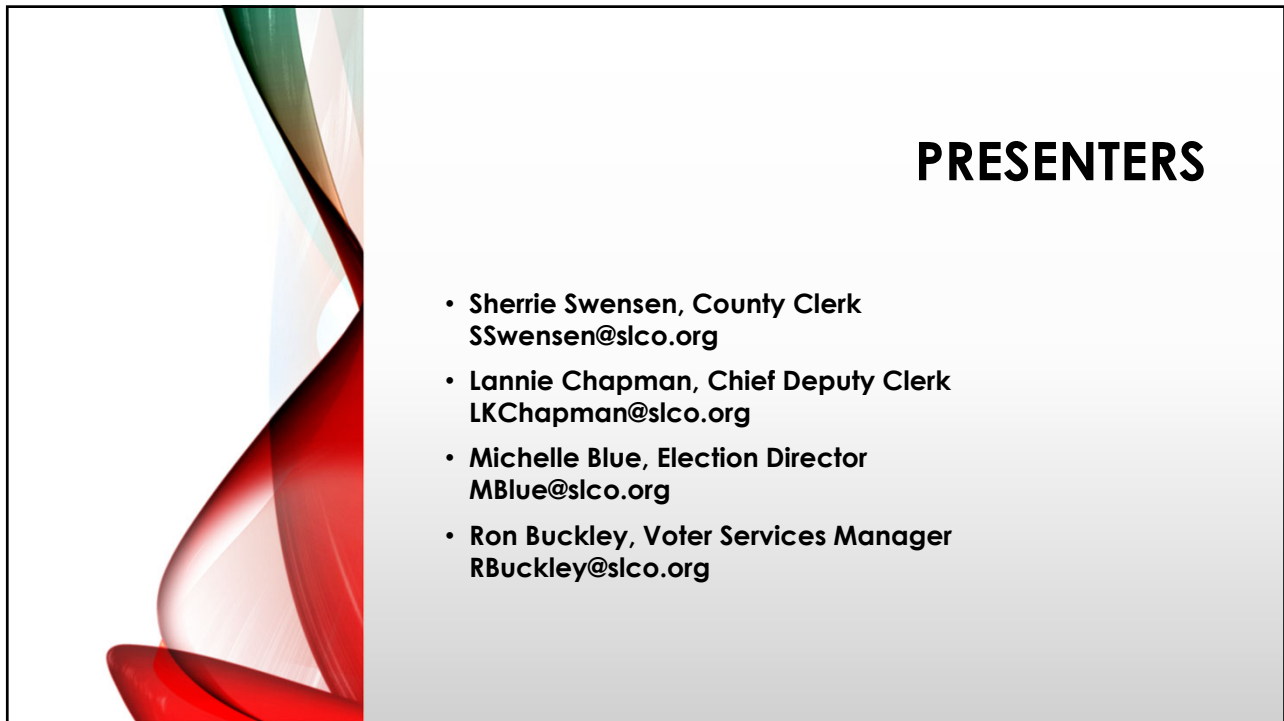 PRESENTERS
• Sherrie Swensen, County Clerk
SSwensen@slco.org
• Lannie Chapman, Chief Deputy Clerk
LKChapman@slco.org
• Michelle Blue, Election Director
MBlue@slco.org
• Ron Buckley, Voter Services Manager
RBuckley@slco.org